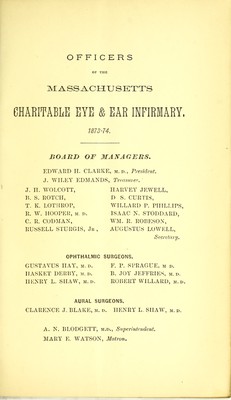 OFFICERS
OF THE
MASSACHUSETTS
CHARITABLE EYE & EAR INFIRMARY.
1873-74.
BOARD OF MANAGERS.
EDWARD H. CLARKE, M.D., President.
J. WILEY EDMANDS, Treasurer.
J. H. WOLCOTT, HARVEY JEWELL,
B. S. ROTCH, D. S. CURTIS,
T. K. LOTHROP, WILLARD P. PHILLIPS,
R. W. HOOPER, M.D. ISAAC N. STODDARD,
C. R. CODMAN, WM. R. ROBESON,
RUSSELL STURGIS, JR., AUGUSTUS LOWELL,
Secretary.
OPHTHALMIC SURGEONS.
GUSTAVUS HAY, M.D. F. P. SPRAGUE, M.D.
HASKET DERBY, M.D. B. JOY JEFFRIES, M.D.
HENRY L. SHAW, M.D. ROBERT WILLARD, M.D.
AURAL SURGEONS.
CLARENCE J. BLAKE, M.D. HENRY L. SHAW, M.D.
A. N. BLODGETT, M.D., Superintendent.
MARY E. WATSON, Matron.